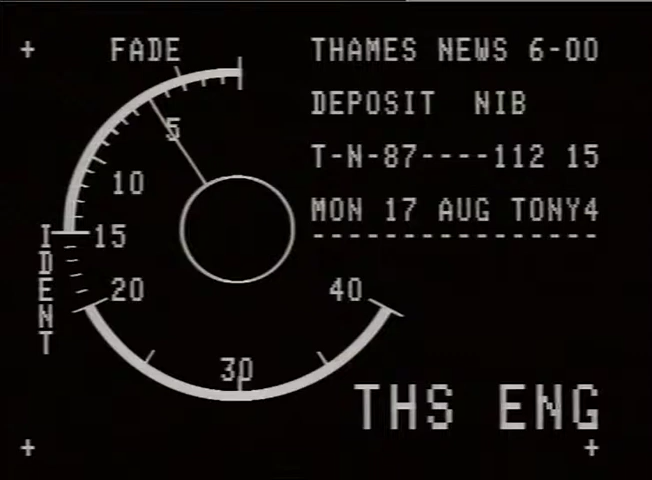 FADE
THAMES NEWS 6-00
DEPOSIT NIB
T-N-87----112 15
MON 17 AUG TONY4
----------------
5
10
15
IDENT
20
40
30
THS ENG